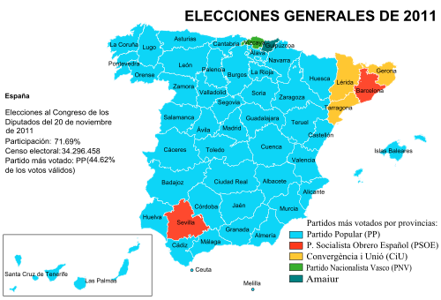 ELECCIONES GENERALES DE 2011
España
Elecciones al Congreso de los
Diputados del 20 de noviembre
de 2011
Participación: 71.69%
Censo electoral: 34.296.458
Partido más votado: PP(44.62%
de los votos válidos)
La Coruña
Lugo
Asturias
Cantabria
Vizcaya
Guipúzcoa
Álava
Navarra
Pontevedra
Orense
León
Palencia
Burgos
La Rioja
Huesca
Lérida
Gerona
Barcelona
Zamora
Valladolid
Soria
Zaragoza
Tarragona
Segovia
Salamanca
Ávila
Madrid
Guadalajara
Teruel
Castellón
Cáceres
Toledo
Cuenca
Valencia
Islas Baleares
Badajoz
Ciudad Real
Albacete
Alicante
Huelva
Sevilla
Córdoba
Jaén
Murcia
Cádiz
Málaga
Granada
Almería
Ceuta
Melilla
Santa Cruz de Tenerife
Las Palmas
Partidos más votados por provincias:
Partido Popular (PP)
P. Socialista Obrero Español (PSOE)
Convergència i Unió (CiU)
Partido Nacionalista Vasco (PNV)
Amaiur